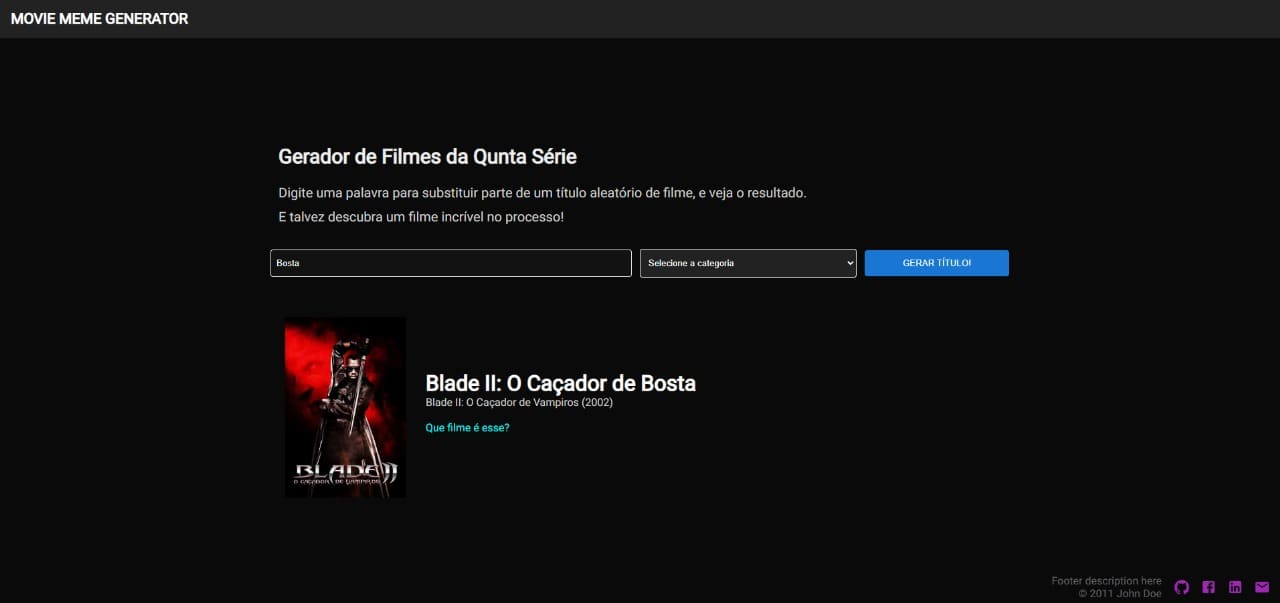 MOVIE MEME GENERATOR
Gerador de Filmes da Qunta Série
Digite uma palavra para substituir parte de um título aleatório de filme, e veja o resultado.
E talvez descubra um filme incrível no processo!
Bosta
Selecione a categoria
GERAR TÍTULO!
BLADE II
O CAÇADOR DE VAMPIROS
Blade II: O Caçador de Bosta
Blade II: O Caçador de Vampiros (2002)
Que filme é esse?
Footer description here
© 2011 John Doe